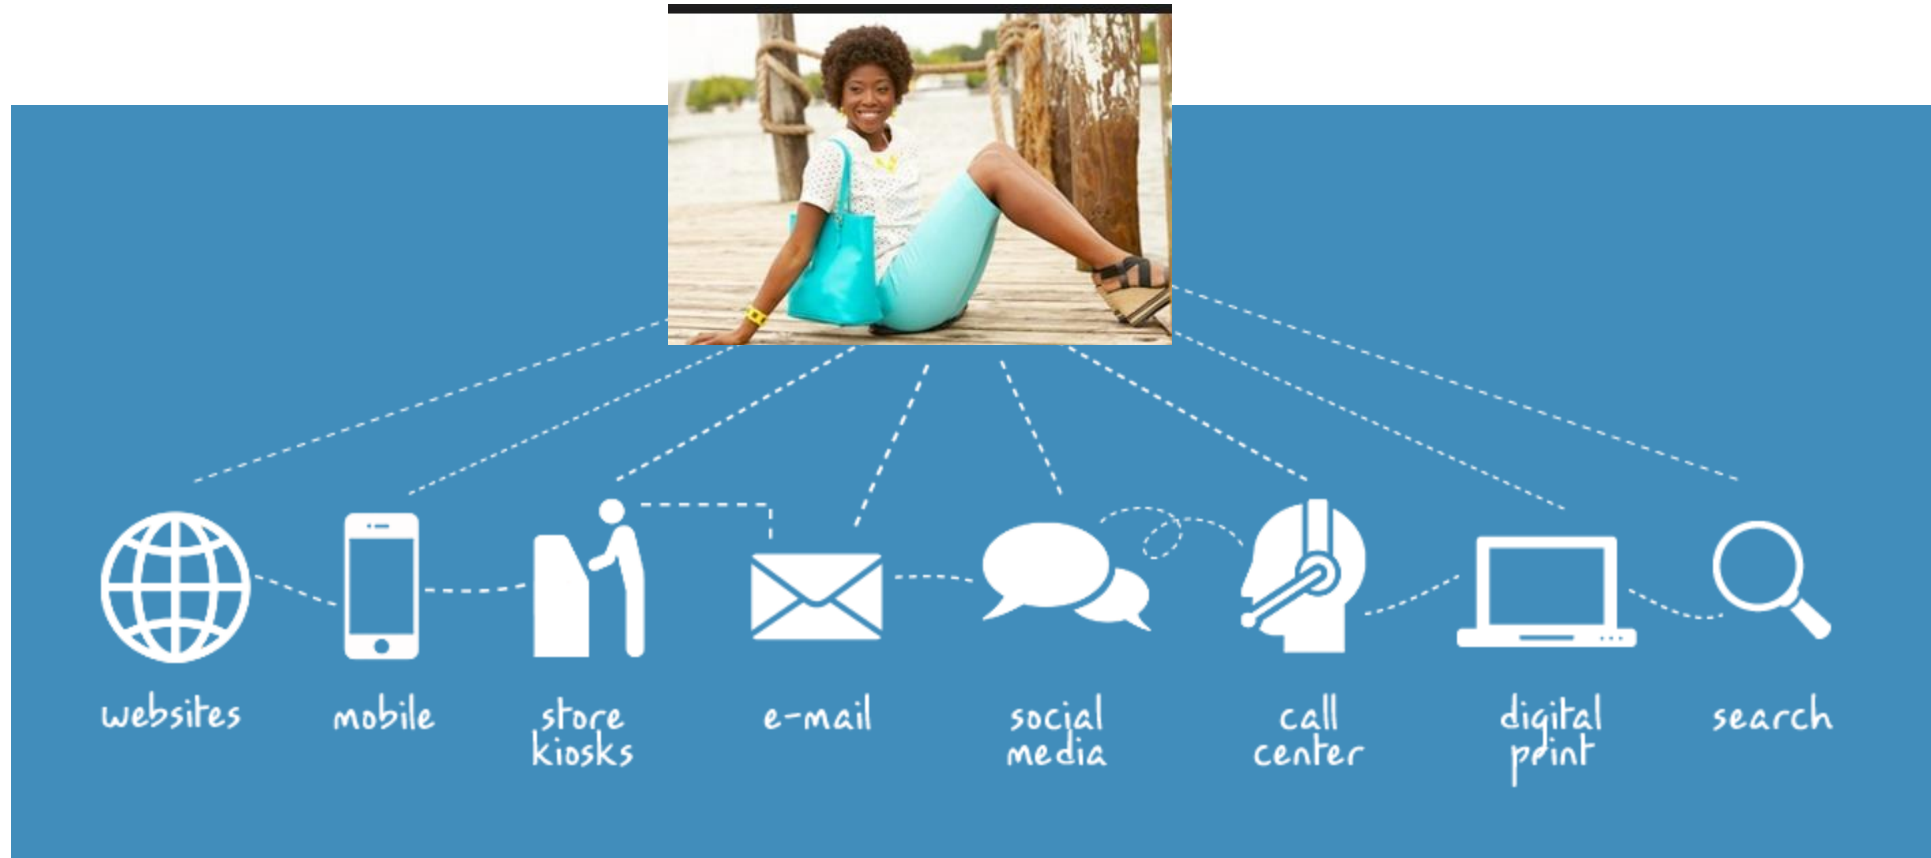 websites
mobile
store
kiosks
e-mail
social
media
call
center
digital
print
search